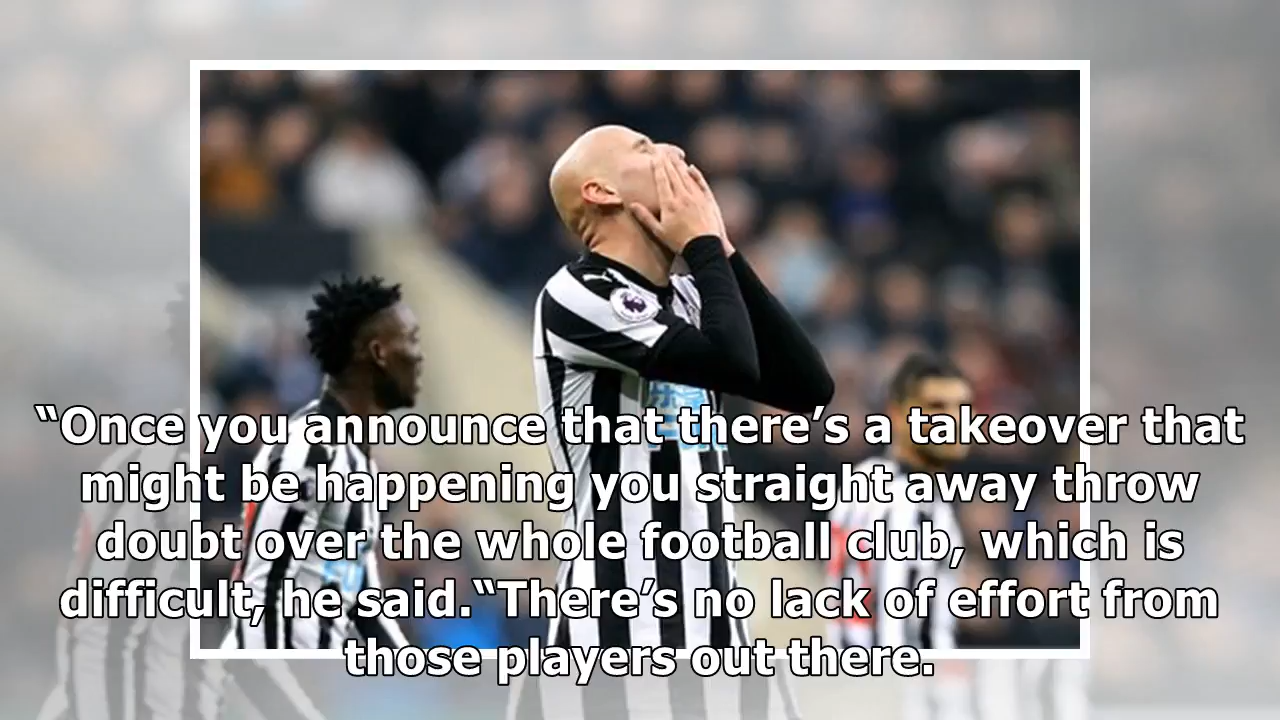 “Once you announce that there’s a takeover that
might be happening you straight away throw
doubt over the whole football club, which is
difficult, he said.“There’s no lack of effort from
those players out there.